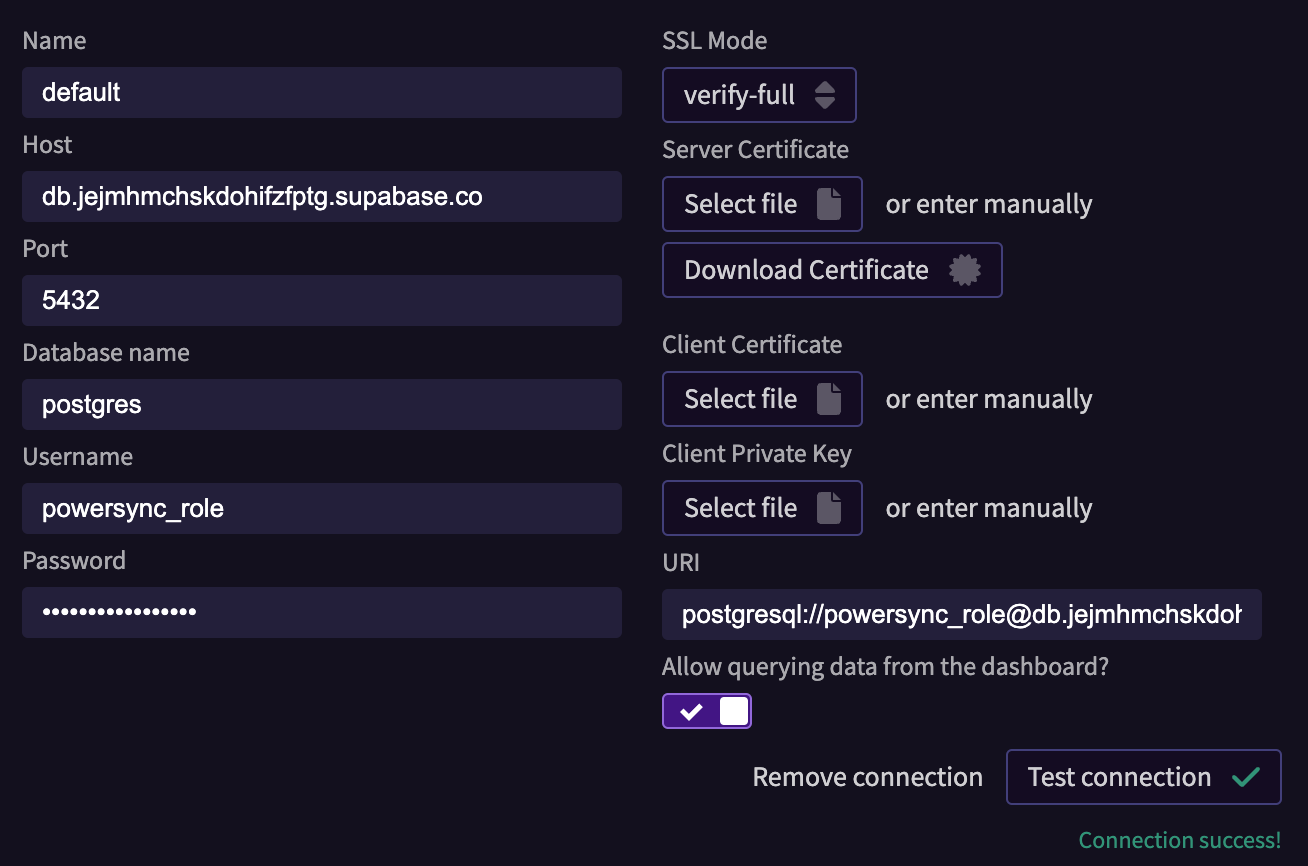 Name
default
Host
db.jejmhmchskdohifzfptg.supabase.co
Port
5432
Database name
postgres
Username
powersync_role
Password
•••••••••••••••••
SSL Mode
verify-full
Server Certificate
Select file or enter manually
Download Certificate
Client Certificate
Select file or enter manually
Client Private Key
Select file or enter manually
URI
postgresql://powersync_role@db.jejmhmchskdoh
Allow querying data from the dashboard?
Remove connection Test connection
Connection success!